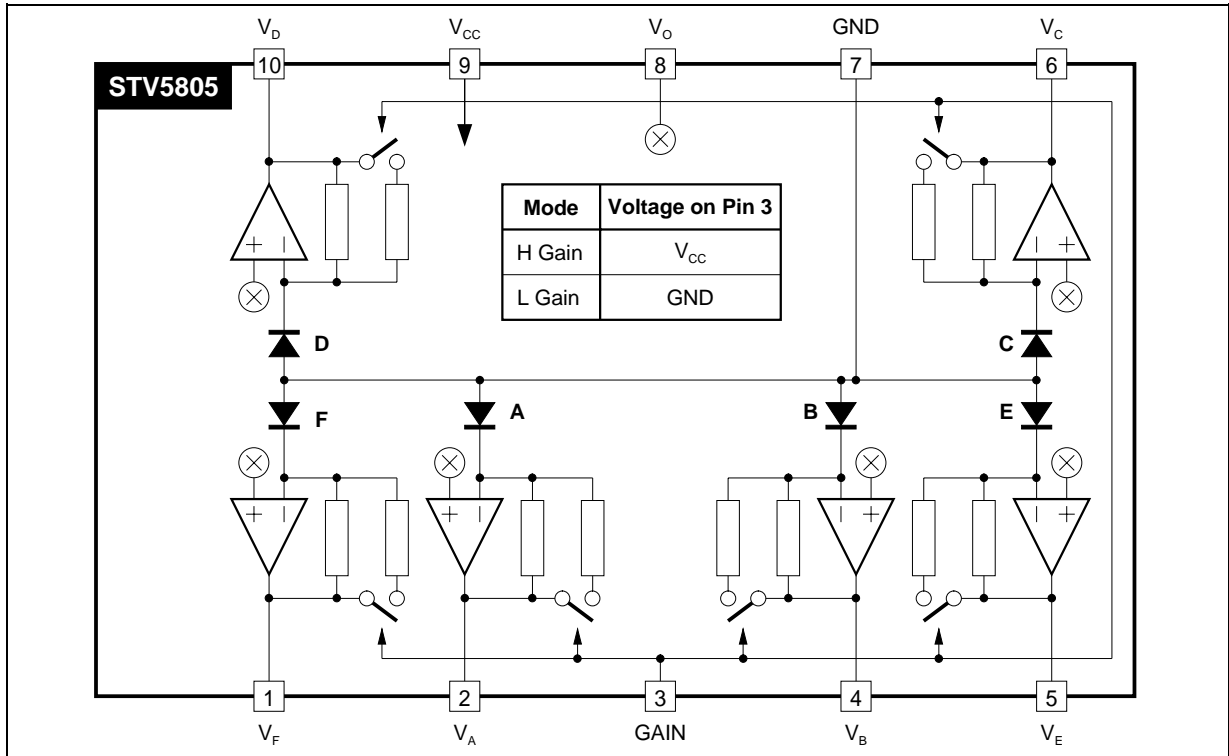 V_D V_CC V_O GND V_C
10 9 8 7 6
STV5805
Mode Voltage on Pin 3
H Gain V_CC
L Gain GND
+ − − +
D C
F A B E
+ − + − − + − +
1 2 3 4 5
V_F V_A GAIN V_B V_E